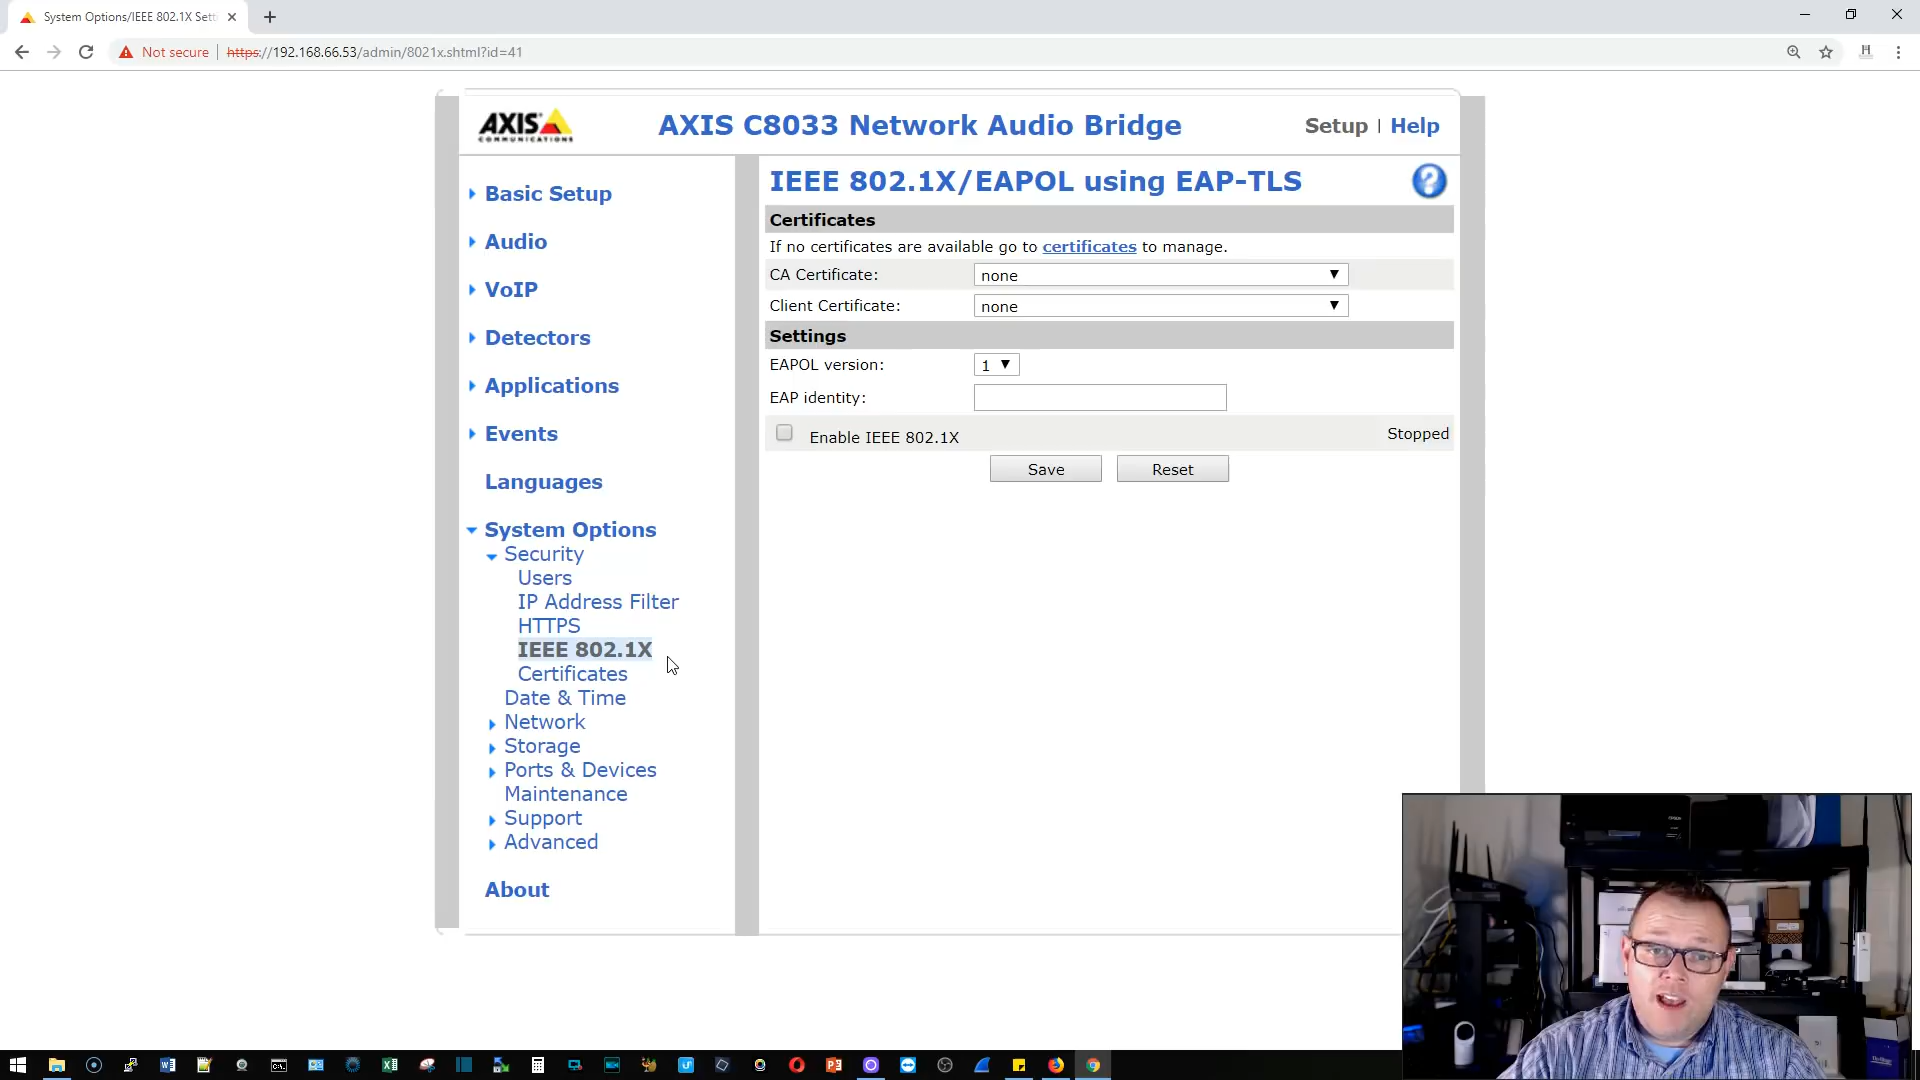 System Options/IEEE 802.1X Setti
Not secure
https://192.168.66.53/admin/8021x.shtml?id=41
AXIS COMMUNICATIONS
AXIS C8033 Network Audio Bridge
Setup | Help
Basic Setup
Audio
VoIP
Detectors
Applications
Events
Languages
System Options
Security
Users
IP Address Filter
HTTPS
IEEE 802.1X
Certificates
Date & Time
Network
Storage
Ports & Devices
Maintenance
Support
Advanced
About
IEEE 802.1X/EAPOL using EAP-TLS
Certificates
If no certificates are available go to certificates to manage.
CA Certificate: none
Client Certificate: none
Settings
EAPOL version: 1
EAP identity:
Enable IEEE 802.1X Stopped
Save Reset
EPSON